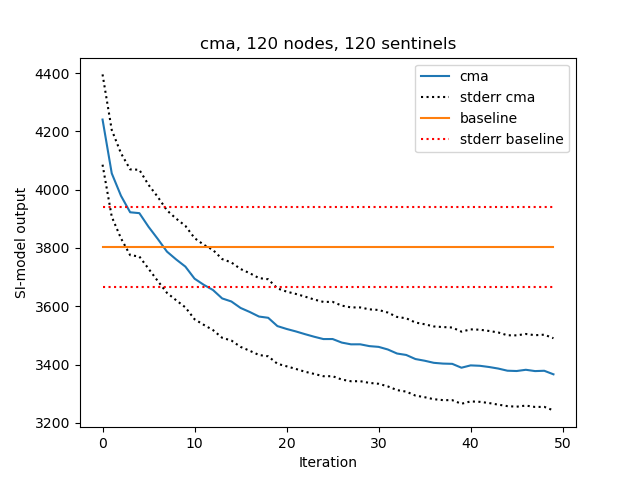 cma, 120 nodes, 120 sentinels
4400
4200
4000
3800
3600
3400
3200
SI-model output
cma
stderr cma
baseline
stderr baseline
0 10 20 30 40 50
Iteration